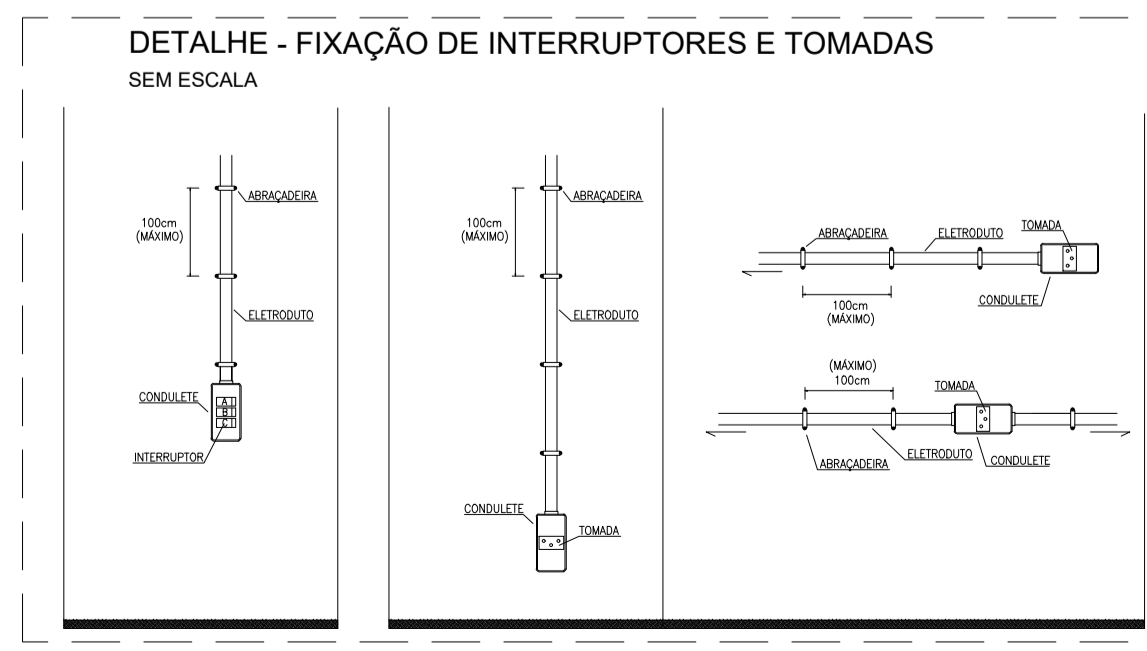 DETALHE - FIXAÇÃO DE INTERRUPTORES E TOMADAS
SEM ESCALA
ABRAÇADEIRA
100cm
(MÁXIMO)
ELETRODUTO
CONDULETE
A
B
C
INTERRUPTOR
ABRAÇADEIRA
100cm
(MÁXIMO)
ELETRODUTO
CONDULETE
TOMADA
ABRAÇADEIRA
ELETRODUTO
TOMADA
100cm
(MÁXIMO)
CONDULETE
(MÁXIMO)
100cm
TOMADA
ABRAÇADEIRA
ELETRODUTO
CONDULETE